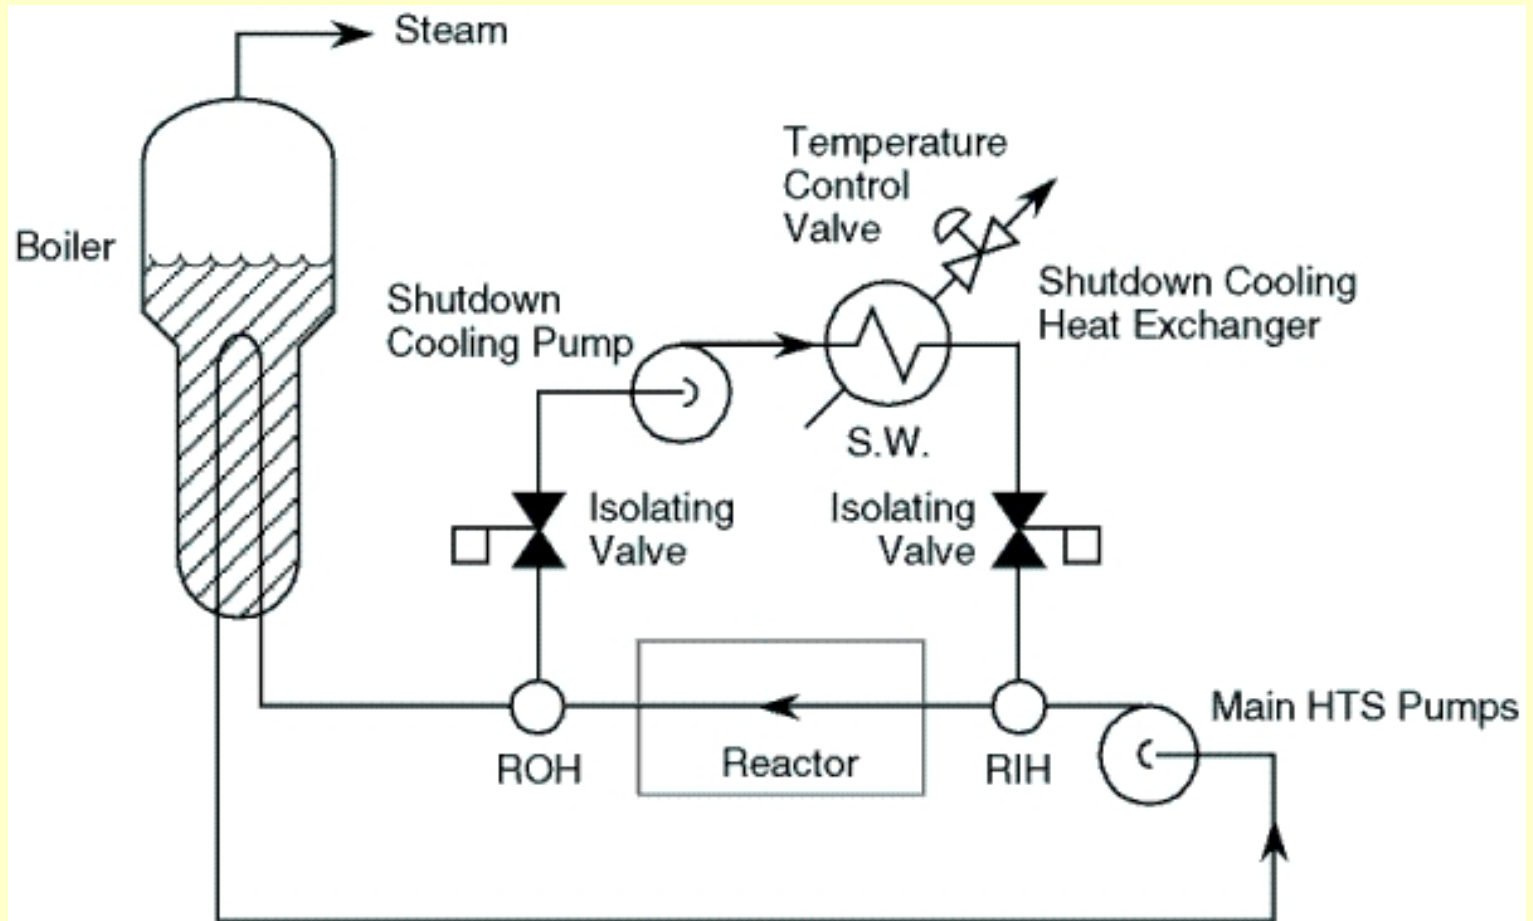 Steam
Temperature
Control
Valve
Boiler
Shutdown Cooling
Heat Exchanger
Shutdown
Cooling Pump
S.W.
Isolating
Valve
Isolating
Valve
Main HTS Pumps
ROH
Reactor
RIH